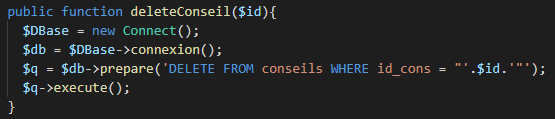 public function deleteConseil($id){
$DBase = new Connect();
$db = $DBase->connexion();
$q = $db->prepare('DELETE FROM conseils WHERE id_cons = "'.$id.'"');
$q->execute();
}